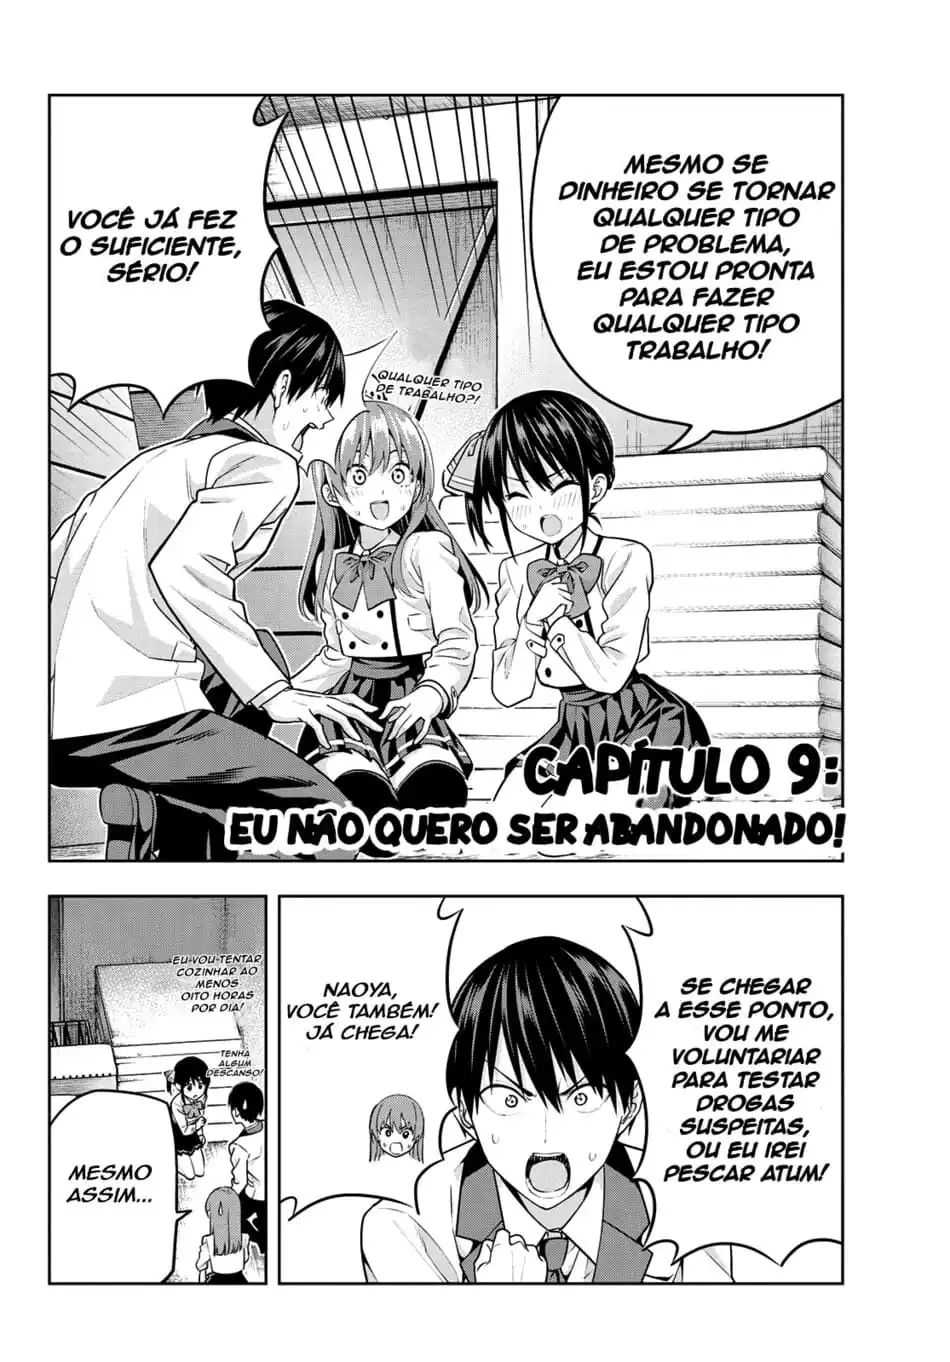 MESMO SE
DINHEIRO SE TORNAR
QUALQUER TIPO
DE PROBLEMA,
EU ESTOU PRONTA
PARA FAZER
QUALQUER TIPO
TRABALHO!
VOCÊ JÁ FEZ
O SUFICIENTE,
SÉRIO!
QUALQUER TIPO
DE TRABALHO?!
CAPÍTULO 9:
EU NÃO QUERO SER ABANDONADO!
SE CHEGAR
A ESSE PONTO,
VOU ME
VOLUNTARIAR
PARA TESTAR
DROGAS
SUSPEITAS,
OU EU IREI
PESCAR ATUM!
NAOYA,
VOCÊ TAMBÉM!
JÁ CHEGA!
EU VOU TENTAR
COZINHAR AO
MENOS
OITO HORAS
POR DIA!
TENHA
ALGUM
DESCANSO!
MESMO
ASSIM...